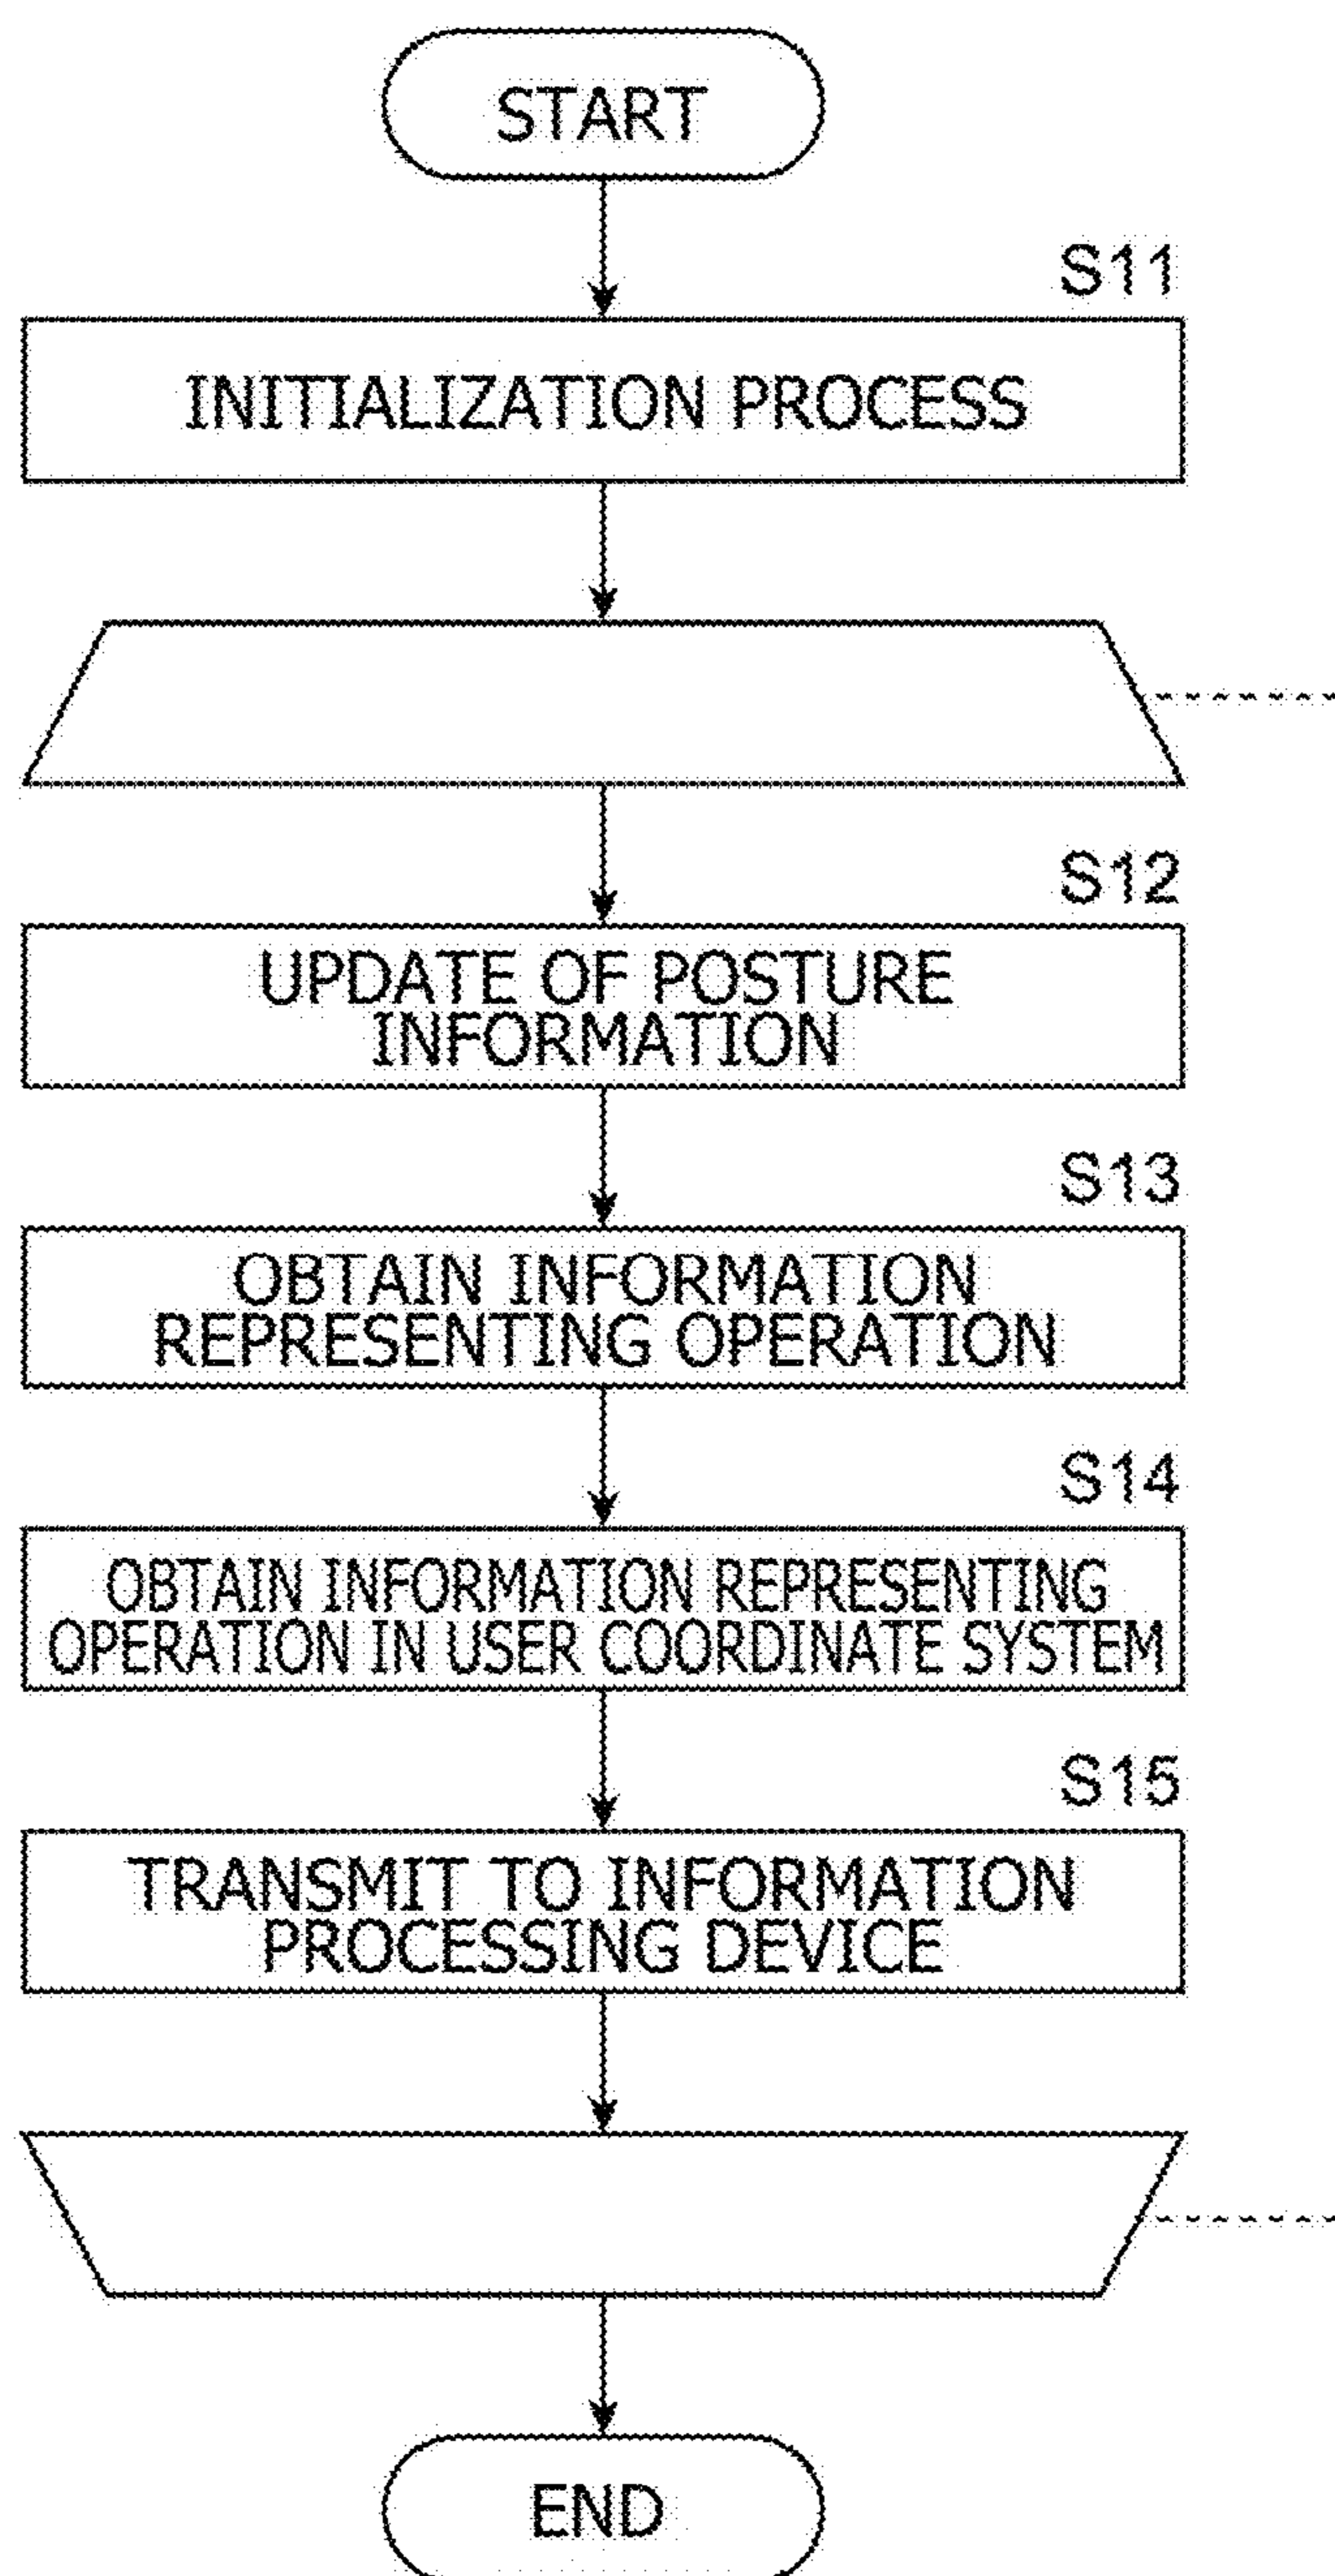 START
S11
INITIALIZATION PROCESS
S12
UPDATE OF POSTURE
INFORMATION
S13
OBTAIN INFORMATION
REPRESENTING OPERATION
S14
OBTAIN INFORMATION REPRESENTING
OPERATION IN USER COORDINATE SYSTEM
S15
TRANSMIT TO INFORMATION
PROCESSING DEVICE
END